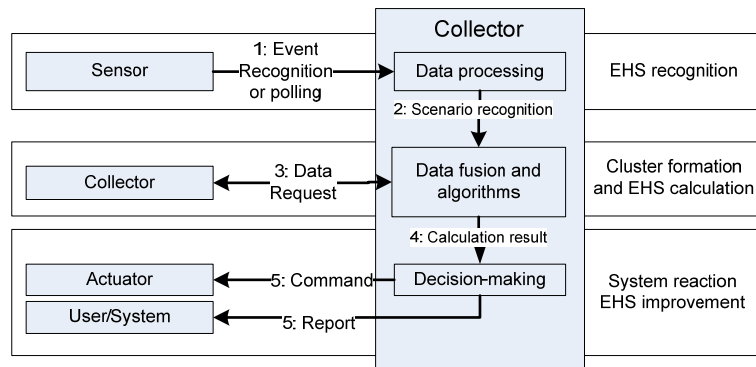 Collector
Sensor
1: Event
Recognition
or polling
Data processing
EHS recognition
2: Scenario recognition
Collector
3: Data
Request
Data fusion and
algorithms
Cluster formation
and EHS calculation
4: Calculation result
Actuator
5: Command
Decision-making
System reaction
EHS improvement
User/System
5: Report